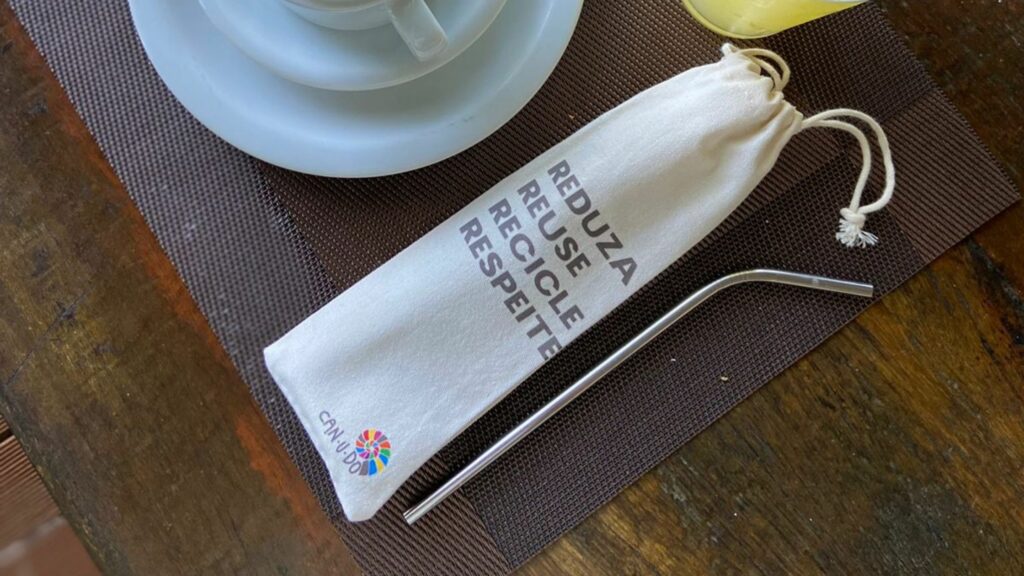 REDUZA
REUSE
RECICLE
RESPEITE
CAN·U·DO